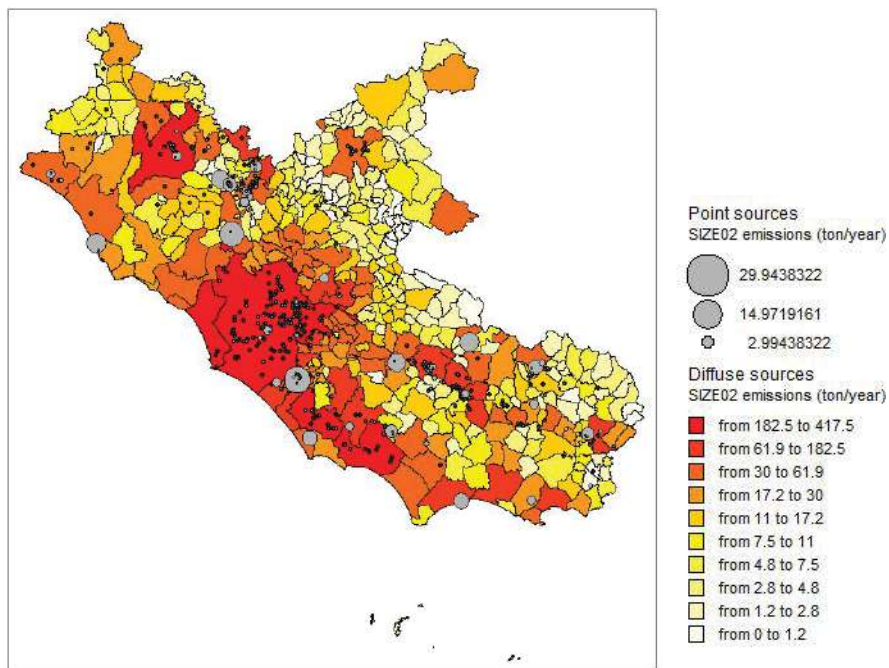 Point sources
SIZE02 emissions (ton/year)
29.9438322
14.9719161
2.99438322
Diffuse sources
SIZE02 emissions (ton/year)
from 182.5 to 417.5
from 61.9 to 182.5
from 30 to 61.9
from 17.2 to 30
from 11 to 17.2
from 7.5 to 11
from 4.8 to 7.5
from 2.8 to 4.8
from 1.2 to 2.8
from 0 to 1.2